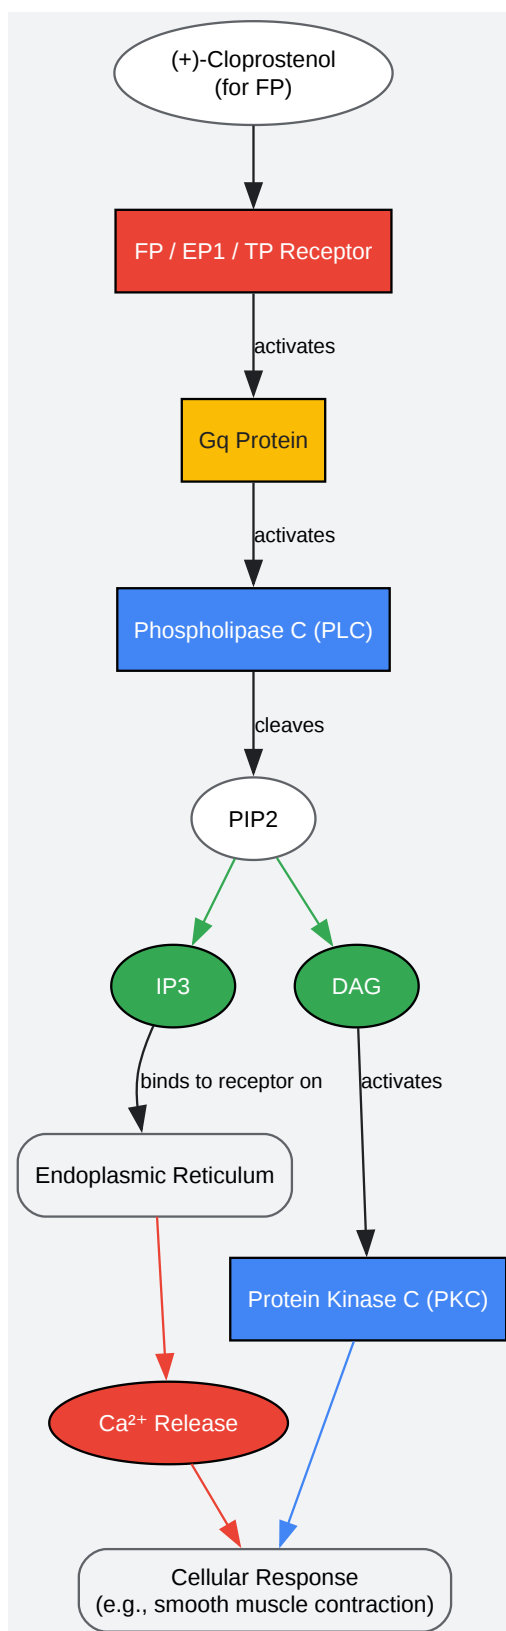 (+)-Cloprostenol
(for FP)
FP / EP1 / TP Receptor
activates
Gq Protein
activates
Phospholipase C (PLC)
cleaves
PIP2
IP3
DAG
binds to receptor on
activates
Endoplasmic Reticulum
Protein Kinase C (PKC)
Ca²⁺ Release
Cellular Response
(e.g., smooth muscle contraction)